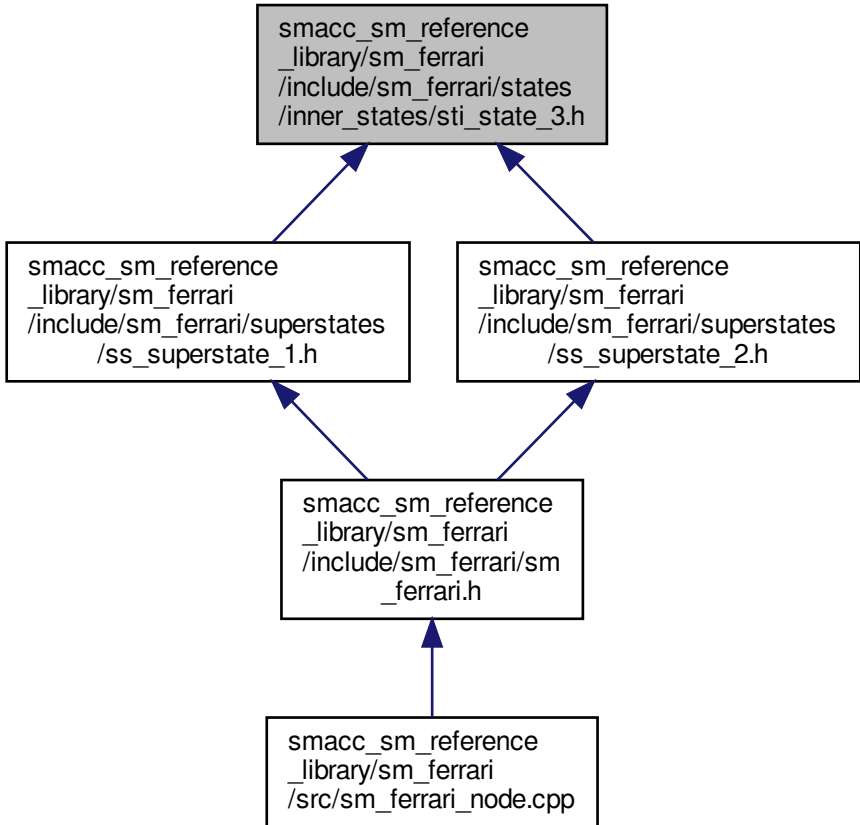 smacc_sm_reference
_library/sm_ferrari
/include/sm_ferrari/states
/inner_states/sti_state_3.h
smacc_sm_reference
_library/sm_ferrari
/include/sm_ferrari/superstates
/ss_superstate_1.h
smacc_sm_reference
_library/sm_ferrari
/include/sm_ferrari/superstates
/ss_superstate_2.h
smacc_sm_reference
_library/sm_ferrari
/include/sm_ferrari/sm
_ferrari.h
smacc_sm_reference
_library/sm_ferrari
/src/sm_ferrari_node.cpp